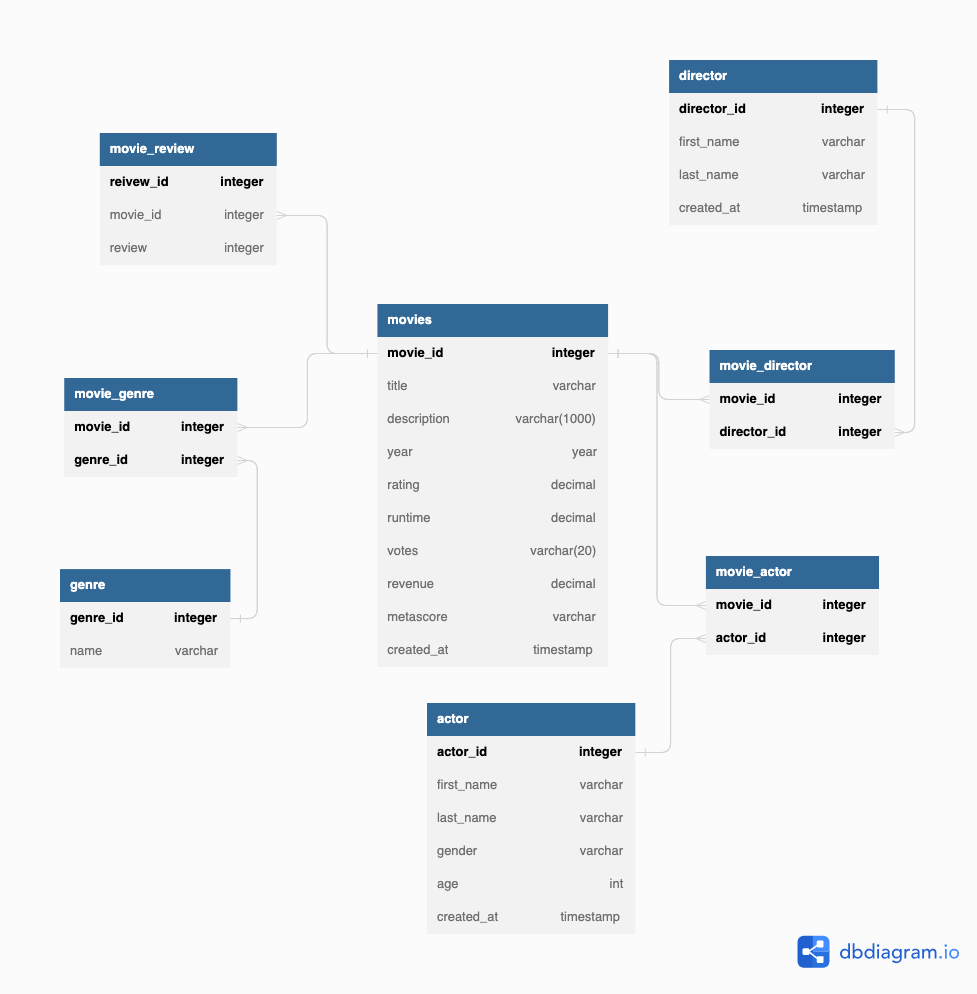 director
director_id integer
first_name varchar
last_name varchar
created_at timestamp
movie_review
reivew_id integer
movie_id integer
review integer
movies
movie_id integer
title varchar
description varchar(1000)
year year
rating decimal
runtime decimal
votes varchar(20)
revenue decimal
metascore varchar
created_at timestamp
movie_director
movie_id integer
director_id integer
movie_genre
movie_id integer
genre_id integer
genre
genre_id integer
name varchar
movie_actor
movie_id integer
actor_id integer
actor
actor_id integer
first_name varchar
last_name varchar
gender varchar
age int
created_at timestamp
dbdiagram.io